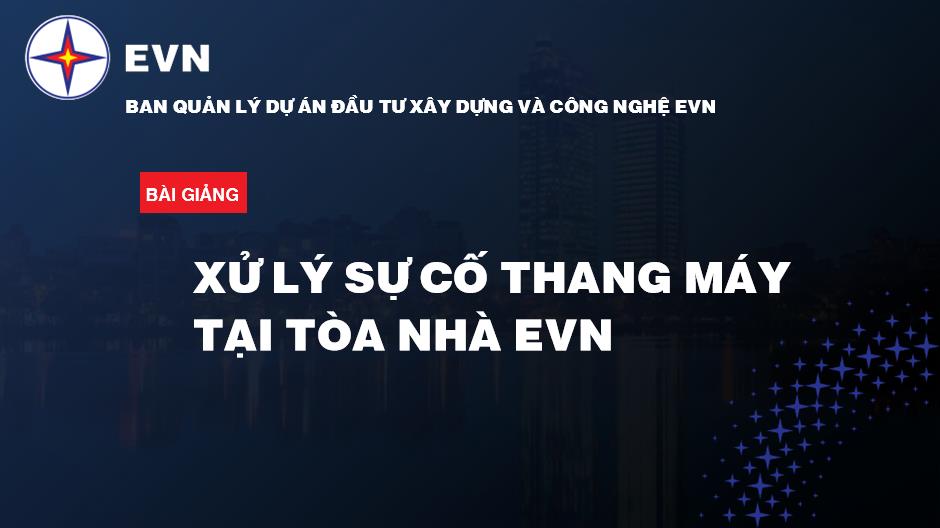 EVN
BAN QUẢN LÝ DỰ ÁN ĐẦU TƯ XÂY DỰNG VÀ CÔNG NGHỆ EVN
BÀI GIẢNG
XỬ LÝ SỰ CỐ THANG MÁY
TẠI TÒA NHÀ EVN